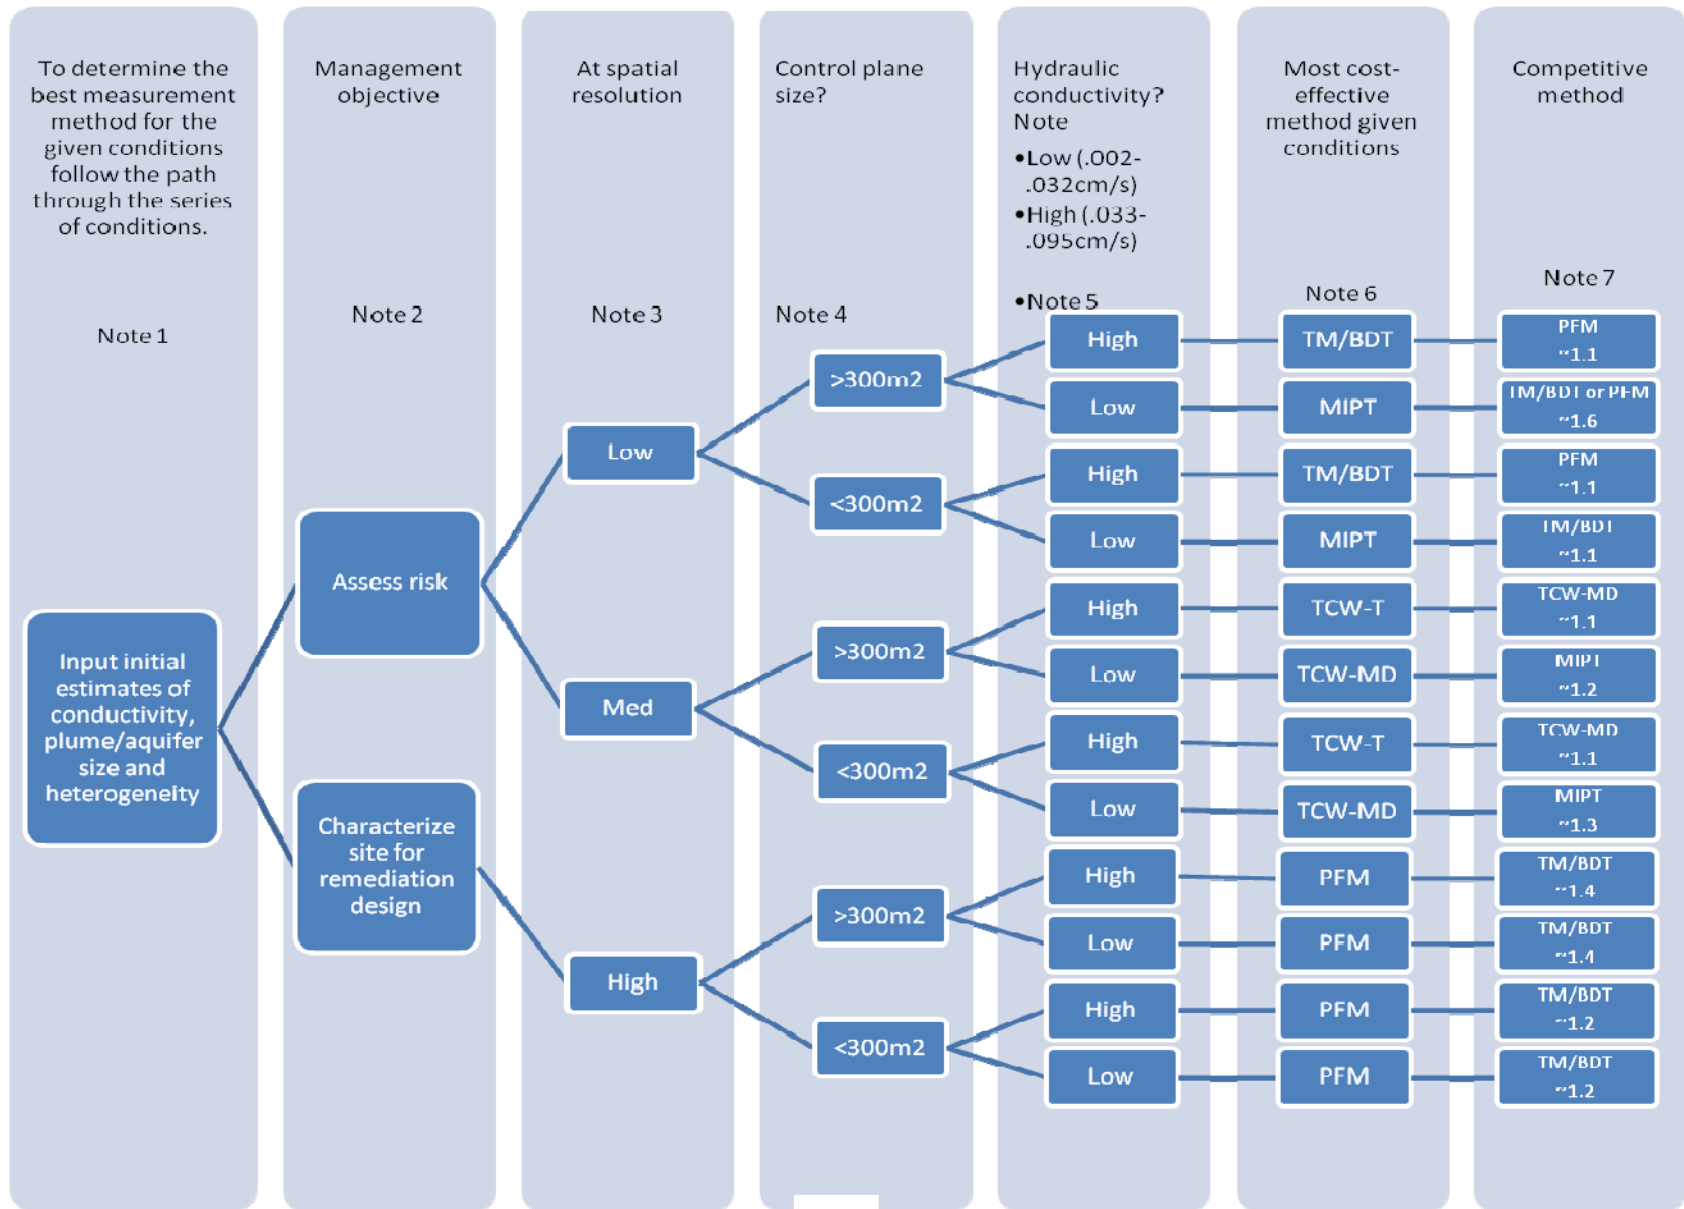 To determine the
best measurement
method for the
given conditions
follow the path
through the series
of conditions.
Note 1
Input initial
estimates of
conductivity,
plume/aquifer
size and
heterogeneity
Management
objective
Note 2
Assess risk
Characterize
site for
remediation
design
At spatial
resolution
Note 3
Low
Med
High
Control plane
size?
Note 4
>300m2
<300m2
>300m2
<300m2
>300m2
<300m2
Hydraulic
conductivity?
Note
•Low (.002-
.032cm/s)
•High (.033-
.095cm/s)
•Note 5
High
Low
High
Low
High
Low
High
Low
High
Low
High
Low
Most cost-
effective
method given
conditions
Note 6
TM/BDT
MIPT
TM/BDT
MIPT
TCW-T
TCW-MD
TCW-T
TCW-MD
PFM
PFM
PFM
PFM
Competitive
method
Note 7
PFM
~1.1
TM/BDT or PFM
~1.6
PFM
~1.1
TM/BDT
~1.1
TCW-MD
~1.1
MIPT
~1.2
TCW-MD
~1.1
MIPT
~1.3
TM/BDT
~1.4
TM/BDT
~1.4
TM/BDT
~1.2
TM/BDT
~1.2